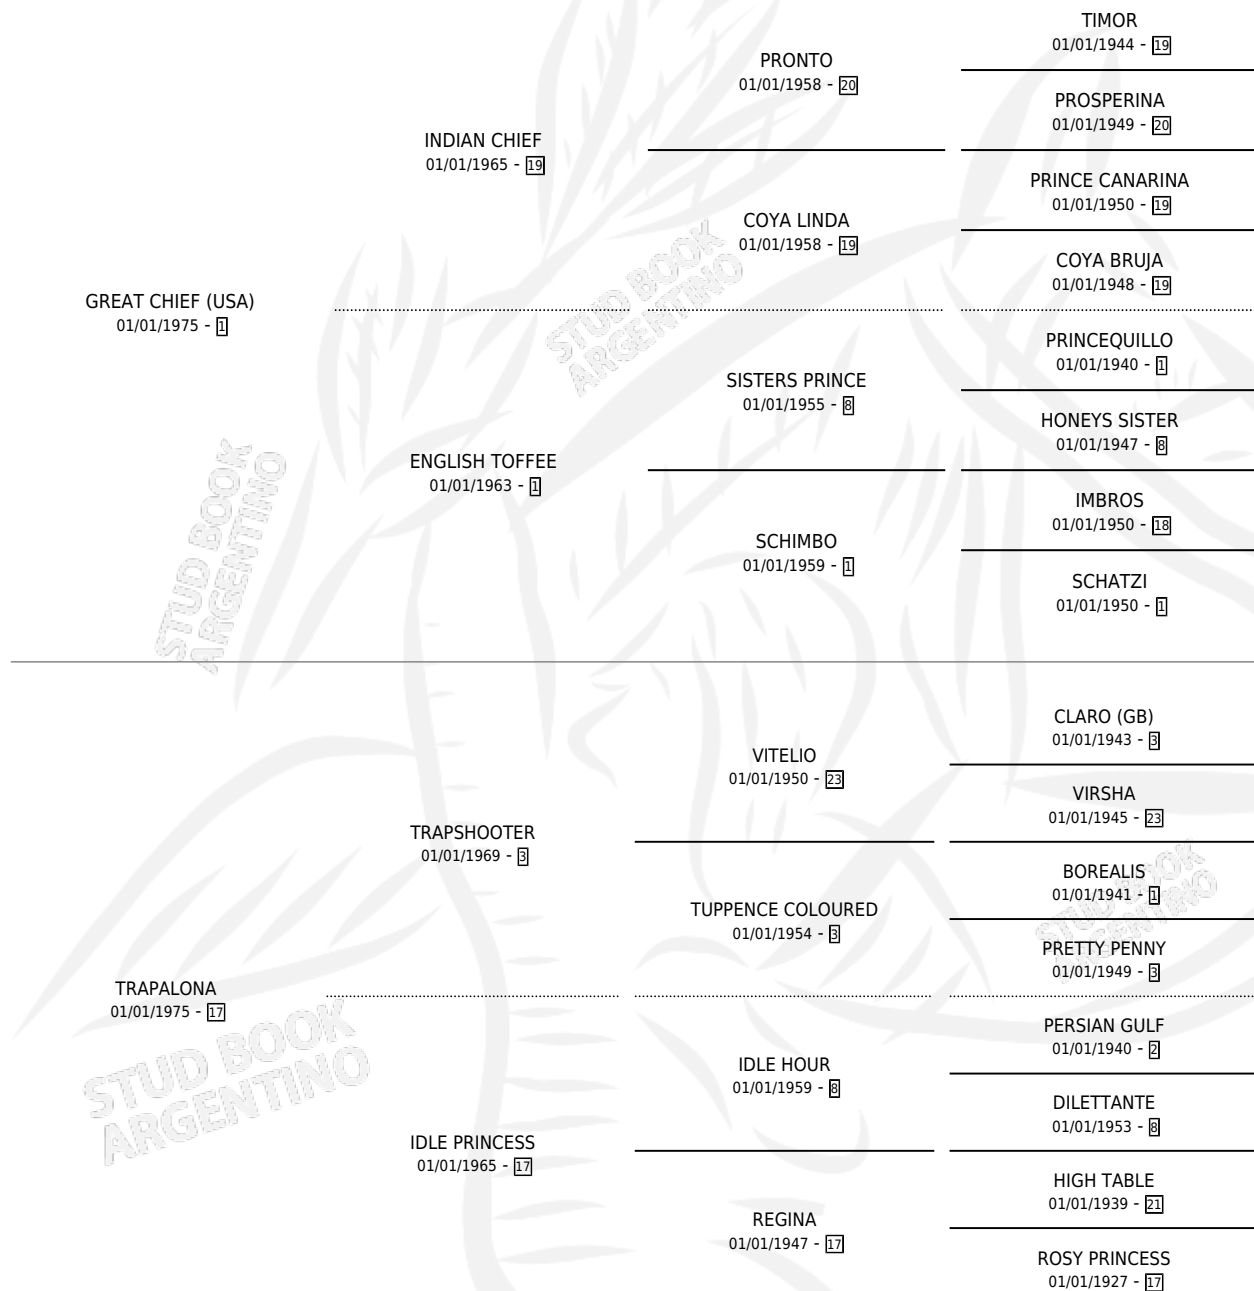 TIMOR
01/01/1944 - 19
PRONTO
01/01/1958 - 20
PROSPERINA
01/01/1949 - 20
INDIAN CHIEF
01/01/1965 - 19
PRINCE CANARINA
01/01/1950 - 19
COYA LINDA
01/01/1958 - 19
COYA BRUJA
01/01/1948 - 19
GREAT CHIEF (USA)
01/01/1975 - 1
PRINCEQUILLO
01/01/1940 - 1
SISTERS PRINCE
01/01/1955 - 8
HONEYS SISTER
01/01/1947 - 8
ENGLISH TOFFEE
01/01/1963 - 1
IMBROS
01/01/1950 - 18
SCHIMBO
01/01/1959 - 1
SCHATZI
01/01/1950 - 1
CLARO (GB)
01/01/1943 - 3
VITELIO
01/01/1950 - 23
VIRSHA
01/01/1945 - 23
TRAPSHOOTER
01/01/1969 - 3
BOREALIS
01/01/1941 - 1
TUPPENCE COLOURED
01/01/1954 - 3
PRETTY PENNY
01/01/1949 - 3
TRAPALONA
01/01/1975 - 17
PERSIAN GULF
01/01/1940 - 2
IDLE HOUR
01/01/1959 - 8
DILETTANTE
01/01/1953 - 8
IDLE PRINCESS
01/01/1965 - 17
HIGH TABLE
01/01/1939 - 21
REGINA
01/01/1947 - 17
ROSY PRINCESS
01/01/1927 - 17
STUD BOOK
ARGENTINO
STUD BOOK
ARGENTINO
STUD BOOK
ARGENTINO
STUD BOOK
ARGENTINO